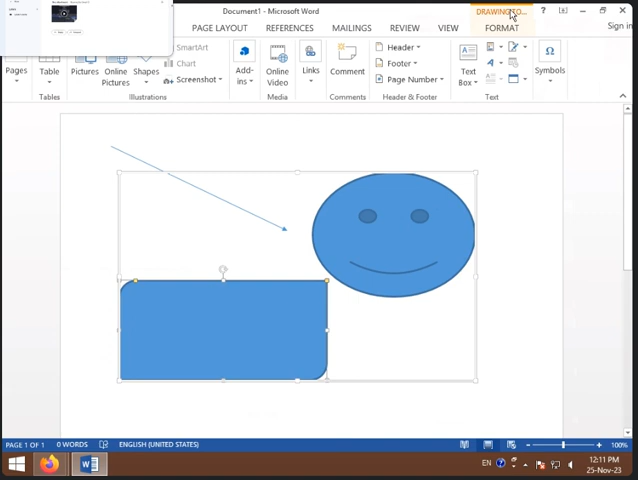 Document1 - Microsoft Word
DRAWING TO...
?
PAGE LAYOUT REFERENCES MAILINGS REVIEW VIEW FORMAT
Sign in
Pages
Table
Tables
Pictures
Online
Pictures
Shapes
SmartArt
Chart
Screenshot
Illustrations
Add-
ins
Online
Video
Media
Links
Comment
Comments
Header
Footer
Page Number
Header & Footer
Text
Box
Text
Symbols
PAGE 1 OF 1 0 WORDS ENGLISH (UNITED STATES) 100%
EN
12:11 PM
25-Nov-23